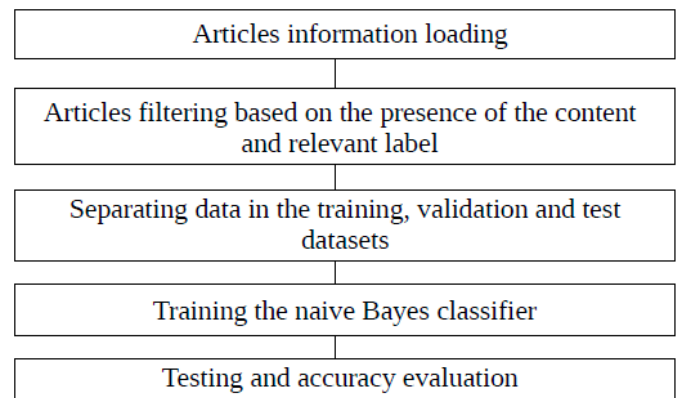 Articles information loading
Articles filtering based on the presence of the content
and relevant label
Separating data in the training, validation and test
datasets
Training the naive Bayes classifier
Testing and accuracy evaluation